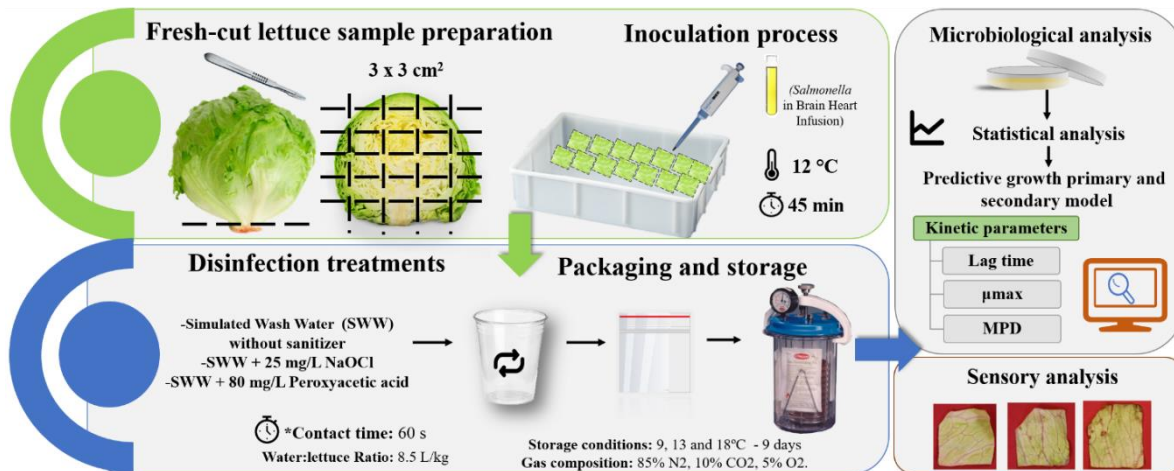 Fresh-cut lettuce sample preparation
3 x 3 cm²
Inoculation process
(Salmonella
in Brain Heart
Infusion)
12 °C
45 min
Disinfection treatments
-Simulated Wash Water (SWW)
without sanitizer
-SWW + 25 mg/L NaOCl
-SWW + 80 mg/L Peroxyacetic acid
*Contact time: 60 s
Water:lettuce Ratio: 8.5 L/kg
Packaging and storage
Storage conditions: 9, 13 and 18°C - 9 days
Gas composition: 85% N2, 10% CO2, 5% O2.
Microbiological analysis
Statistical analysis
Predictive growth primary and
secondary model
Kinetic parameters
Lag time
µmax
MPD
Sensory analysis